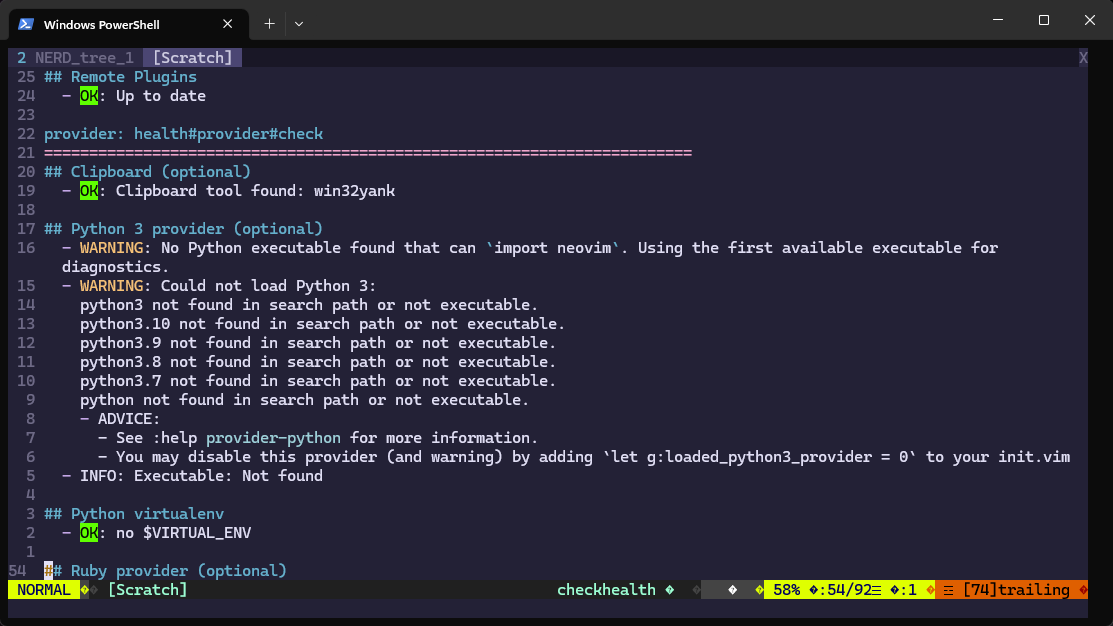 Windows PowerShell
2 NERD_tree_1 [Scratch] X
25 ## Remote Plugins
24 - OK: Up to date
23
22 provider: health#provider#check
21 ========================================================================
20 ## Clipboard (optional)
19 - OK: Clipboard tool found: win32yank
18
17 ## Python 3 provider (optional)
16 - WARNING: No Python executable found that can `import neovim`. Using the first available executable for
diagnostics.
15 - WARNING: Could not load Python 3:
14 python3 not found in search path or not executable.
13 python3.10 not found in search path or not executable.
12 python3.9 not found in search path or not executable.
11 python3.8 not found in search path or not executable.
10 python3.7 not found in search path or not executable.
9 python not found in search path or not executable.
8 - ADVICE:
7 - See :help provider-python for more information.
6 - You may disable this provider (and warning) by adding `let g:loaded_python3_provider = 0` to your init.vim
5 - INFO: Executable: Not found
4
3 ## Python virtualenv
2 - OK: no $VIRTUAL_ENV
1
54 ## Ruby provider (optional)
NORMAL �� [Scratch] checkhealth � � � � 58% �:54/92☰ �:1 � ☲ [74]trailing �